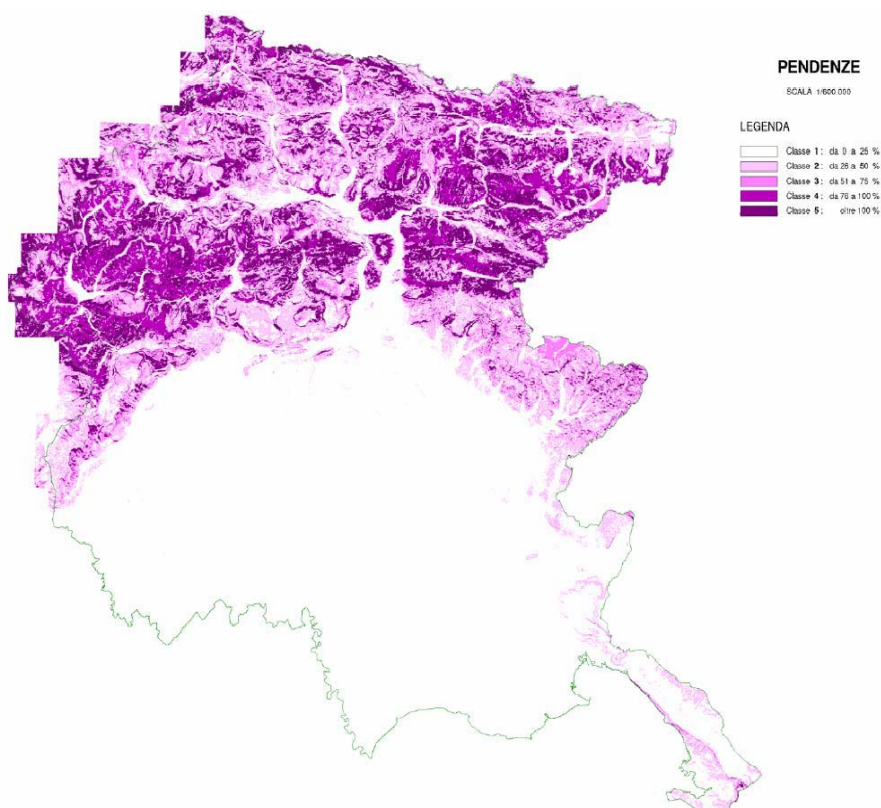 PENDENZE
SCALA 1/600.000
LEGENDA
Classe 1 : da 0 a 25 %
Classe 2 : da 26 a 50 %
Classe 3 : da 51 a 75 %
Classe 4 : da 76 a 100 %
Classe 5 : oltre 100 %